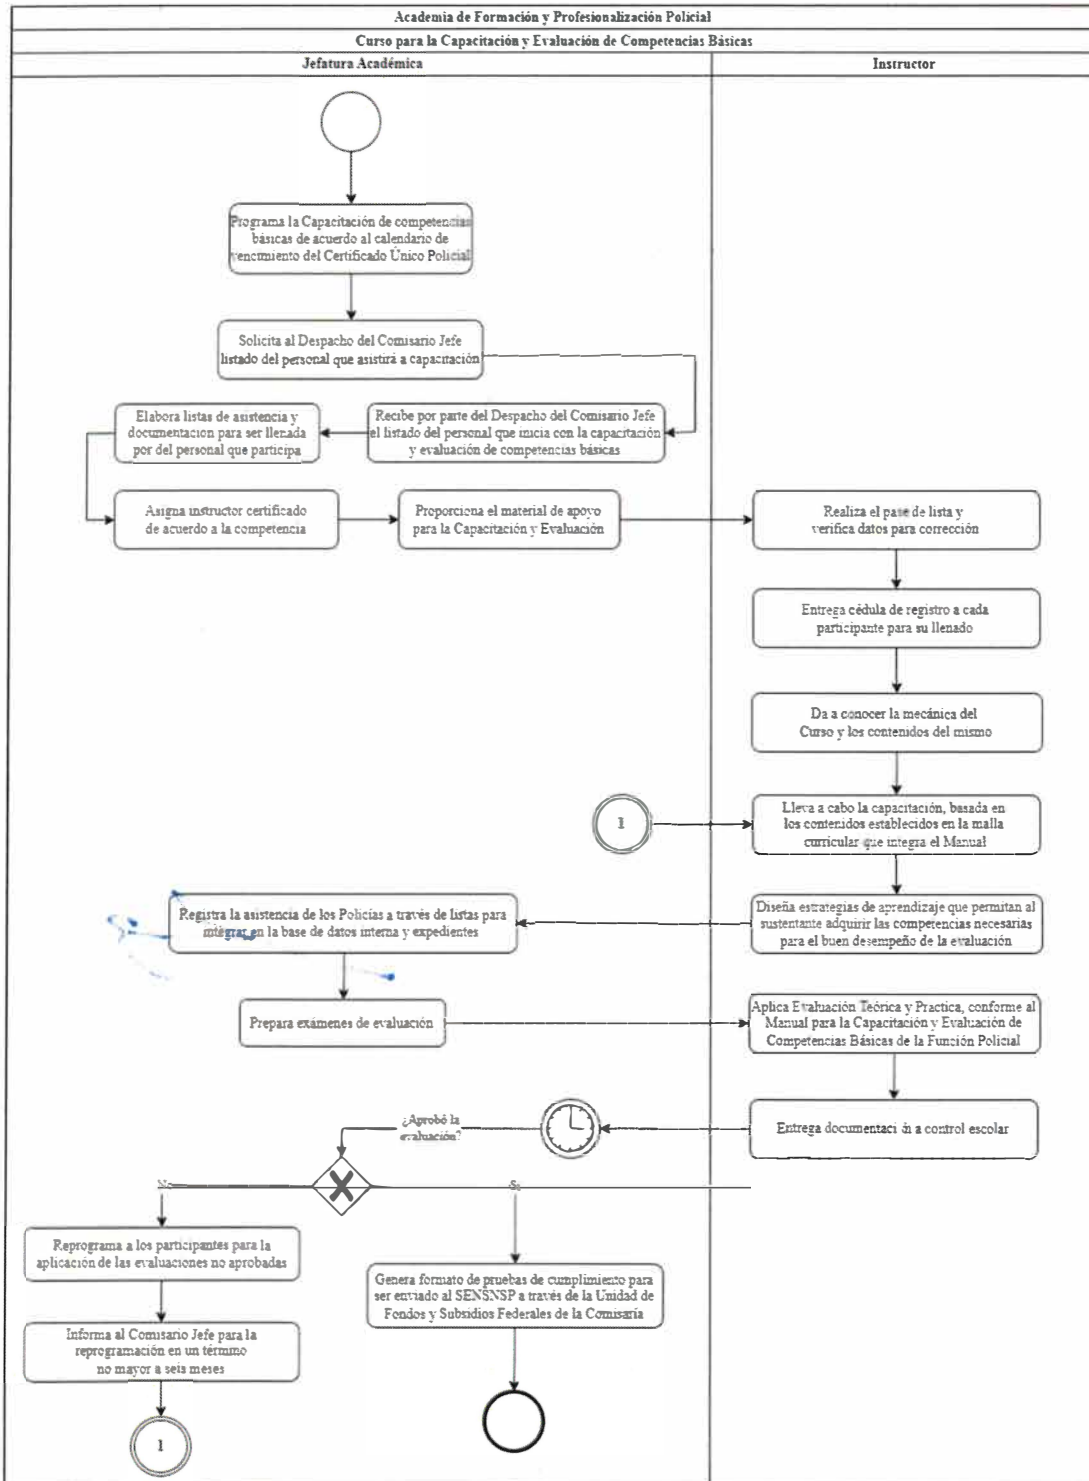 Academia de Formación y Profesionalización Policial
Curso para la Capacitación y Evaluación de Competencias Básicas
Jefatura Académica
Instructor
Programa la Capacitación de competencias
básicas de acuerdo al calendario de
vencimiento del Certificado Único Policial
Solicita al Despacho del Comisario Jefe
listado del personal que asistirá a capacitación
Elabora listas de asistencia y
documentacion para ser llenada
por del personal que participa
Recibe por parte del Despacho del Comisario Jefe
el listado del personal que inicia con la capacitación
y evaluación de competencias básicas
Asigna instructor certificado
de acuerdo a la competencia
Proporciona el material de apoyo
para la Capacitación y Evaluación
Realiza el pase de lista y
verifica datos para corrección
Entrega cédula de registro a cada
participante para su llenado
Da a conocer la mecánica del
Curso y los contenidos del mismo
1
Lleva a cabo la capacitación, basada en
los contenidos establecidos en la malla
curricular que integra el Manual
Registra la asistencia de los Policías a través de listas para
integrar en la base de datos interna y expedientes
Diseña estrategias de aprendizaje que permitan al
sustentante adquirir las competencias necesarias
para el buen desempeño de la evaluación
Prepara exámenes de evaluación
Aplica Evaluación Teórica y Practica, conforme al
Manual para la Capacitación y Evaluación de
Competencias Básicas de la Función Policial
¿Aprobó la
evaluación?
Entrega documentación a control escolar
No
Si
Reprograma a los participantes para la
aplicación de las evaluaciones no aprobadas
Genera formato de pruebas de cumplimiento para
ser enviado al SENSNSP a través de la Unidad de
Fondos y Subsidios Federales de la Comisaría
Informa al Comisario Jefe para la
reprogramación en un término
no mayor a seis meses
1